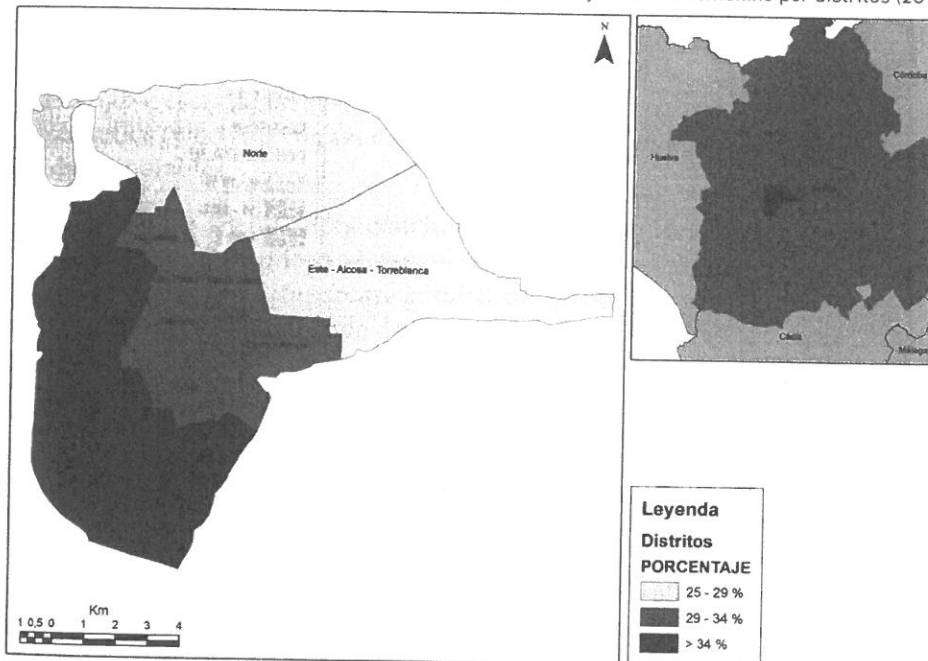 por distritos (20
N
Norte
Este - Alcosa - Torreblanca
Km
1 0,5 0 1 2 3 4
Córdoba
Huelva
Cádiz
Málaga
Leyenda
Distritos
PORCENTAJE
25 - 29 %
29 - 34 %
> 34 %